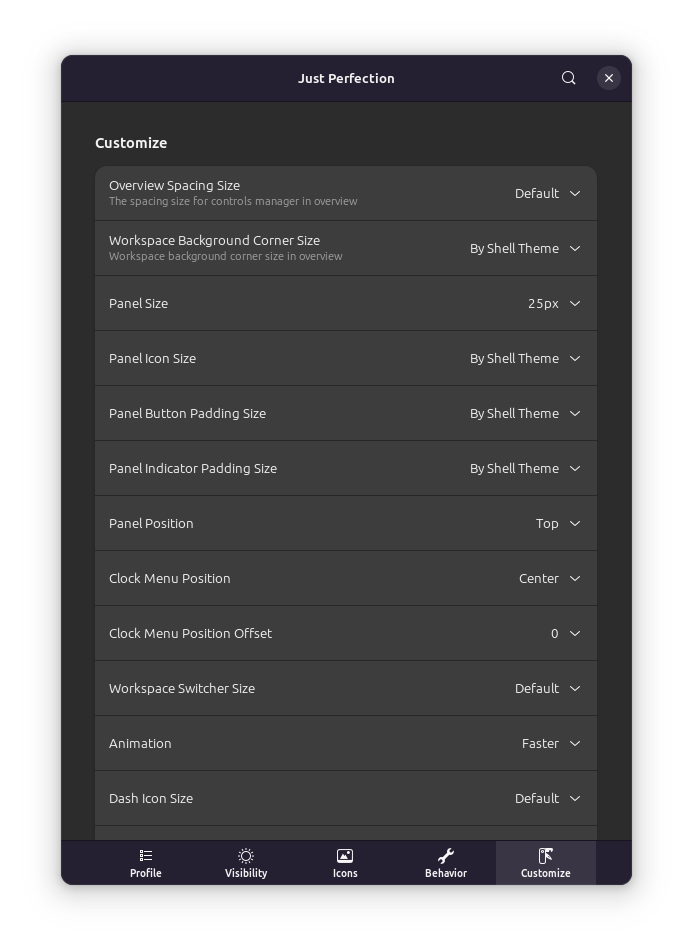 Just Perfection
Customize
Overview Spacing Size
The spacing size for controls manager in overview
Default
Workspace Background Corner Size
Workspace background corner size in overview
By Shell Theme
Panel Size
25px
Panel Icon Size
By Shell Theme
Panel Button Padding Size
By Shell Theme
Panel Indicator Padding Size
By Shell Theme
Panel Position
Top
Clock Menu Position
Center
Clock Menu Position Offset
0
Workspace Switcher Size
Default
Animation
Faster
Dash Icon Size
Default
Profile
Visibility
Icons
Behavior
Customize